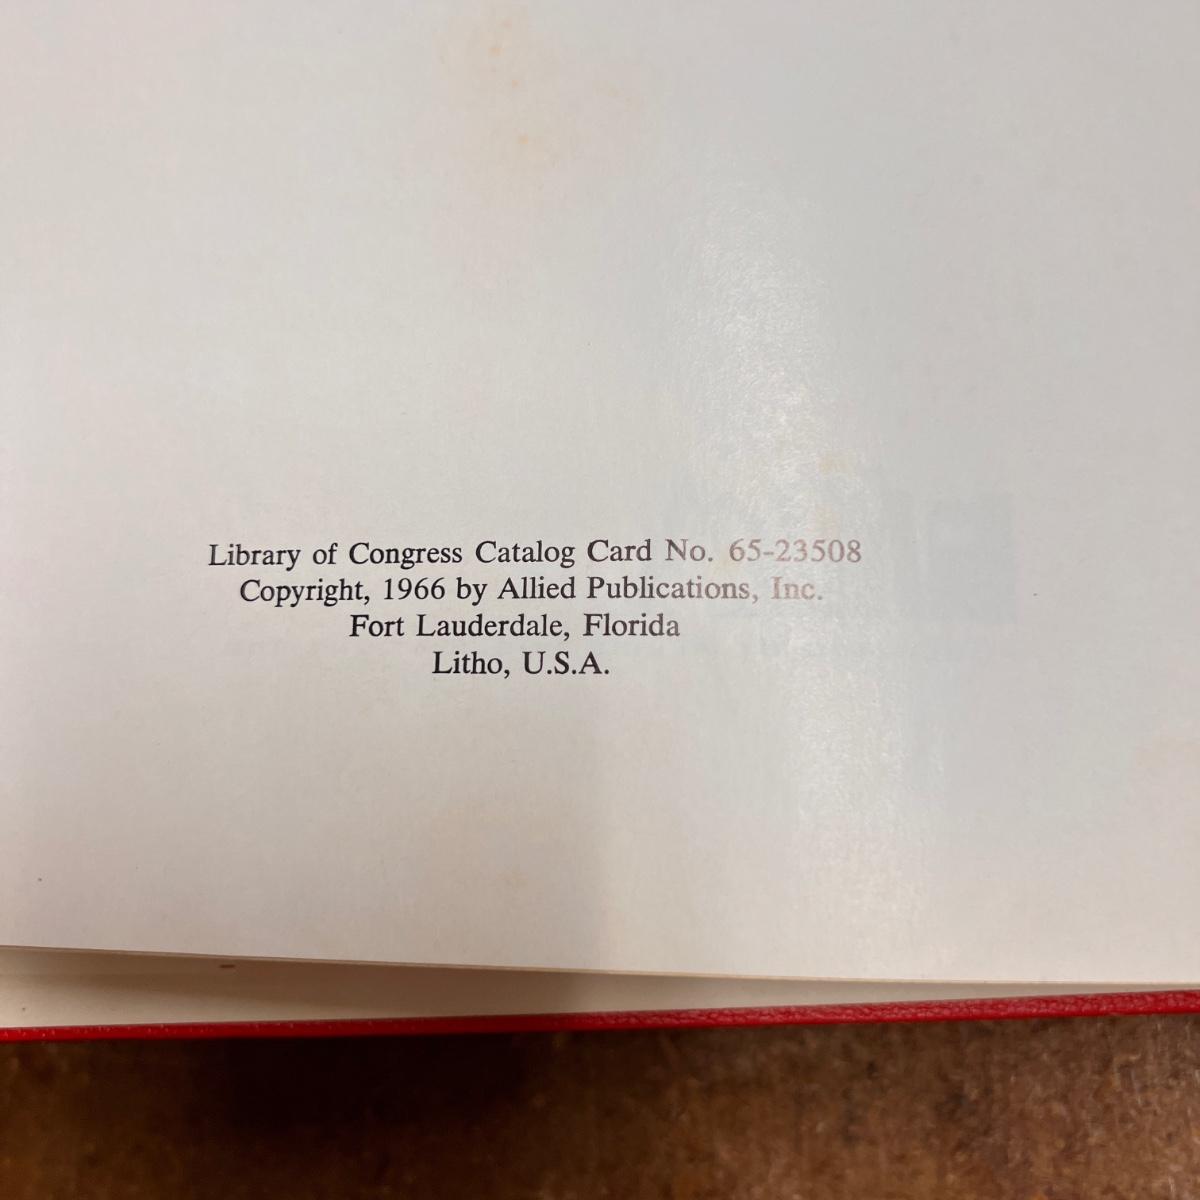 Library of Congress Catalog Card No. 65-23508
Copyright, 1966 by Allied Publications, Inc.
Fort Lauderdale, Florida
Litho, U.S.A.